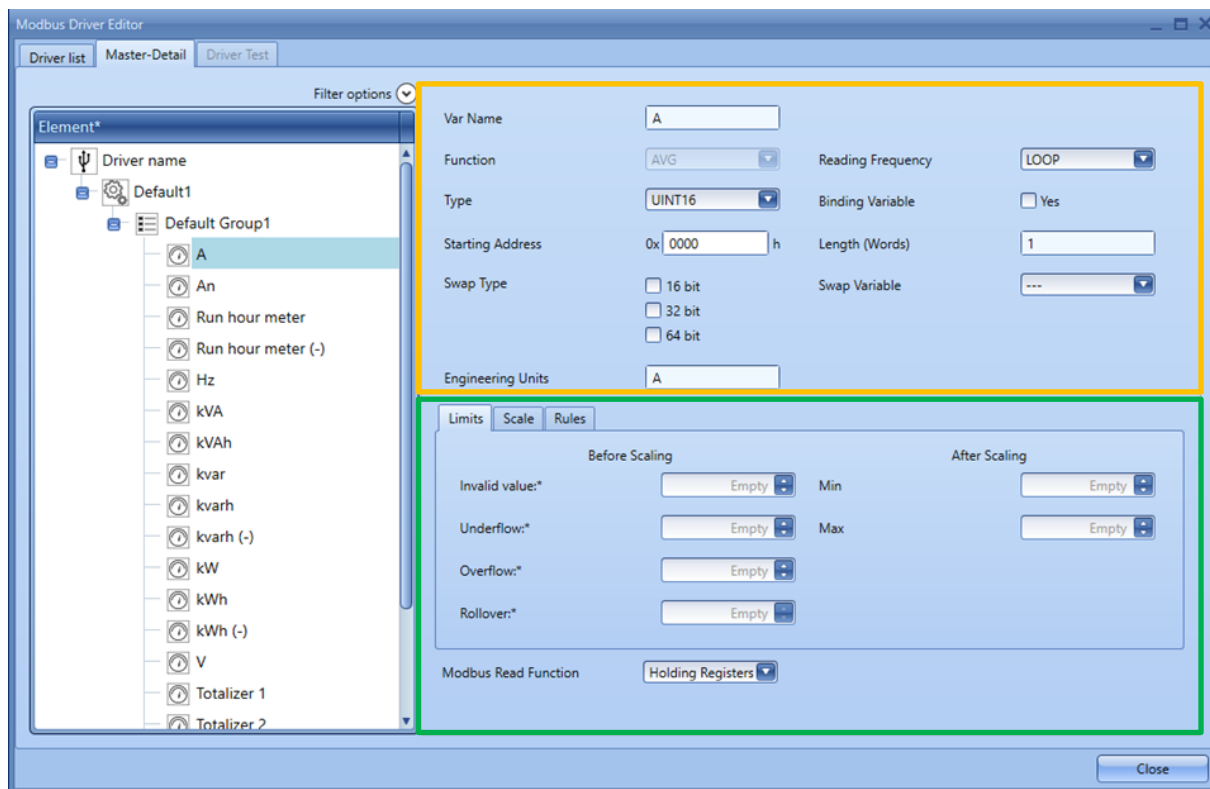 Modbus Driver Editor
Driver list Master-Detail Driver Test
Filter options
Element*
Driver name
Default1
Default Group1
A
An
Run hour meter
Run hour meter (-)
Hz
kVA
kVAh
kvar
kvarh
kvarh (-)
kW
kWh
kWh (-)
V
Totalizer 1
Totalizer 2
Var Name A
Function AVG Reading Frequency LOOP
Type UINT16 Binding Variable Yes
Starting Address 0x 0000 h Length (Words) 1
Swap Type 16 bit Swap Variable ---
32 bit
64 bit
Engineering Units A
Limits Scale Rules
Before Scaling After Scaling
Invalid value:* Empty Min Empty
Underflow:* Empty Max Empty
Overflow:* Empty
Rollover:* Empty
Modbus Read Function Holding Registers
Close